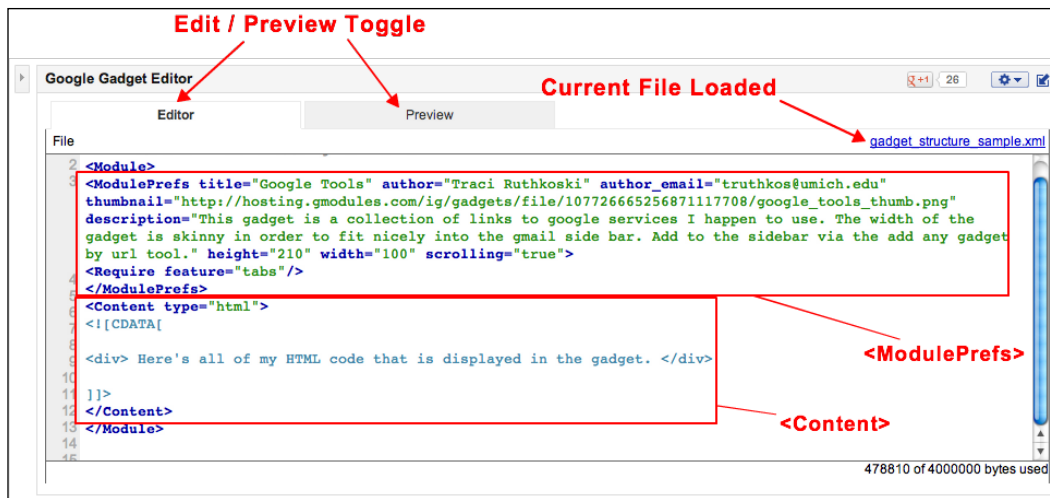 Edit / Preview Toggle
Google Gadget Editor
+1 26
Current File Loaded
Editor Preview
File gadget_structure_sample.xml
2 <Module>
3 <ModulePrefs title="Google Tools" author="Traci Ruthkoski" author_email="truthkos@umich.edu"
thumbnail="http://hosting.gmodules.com/ig/gadgets/file/107726665256871117708/google_tools_thumb.png"
description="This gadget is a collection of links to google services I happen to use. The width of the
gadget is skinny in order to fit nicely into the gmail side bar. Add to the sidebar via the add any gadget
by url tool." height="210" width="100" scrolling="true">
4 <Require feature="tabs"/>
5 </ModulePrefs>
6 <Content type="html">
7 <![CDATA[
8
9 <div> Here's all of my HTML code that is displayed in the gadget. </div>
<ModulePrefs>
10
11 ]]>
12 </Content>
<Content>
13 </Module>
14
15
478810 of 4000000 bytes used